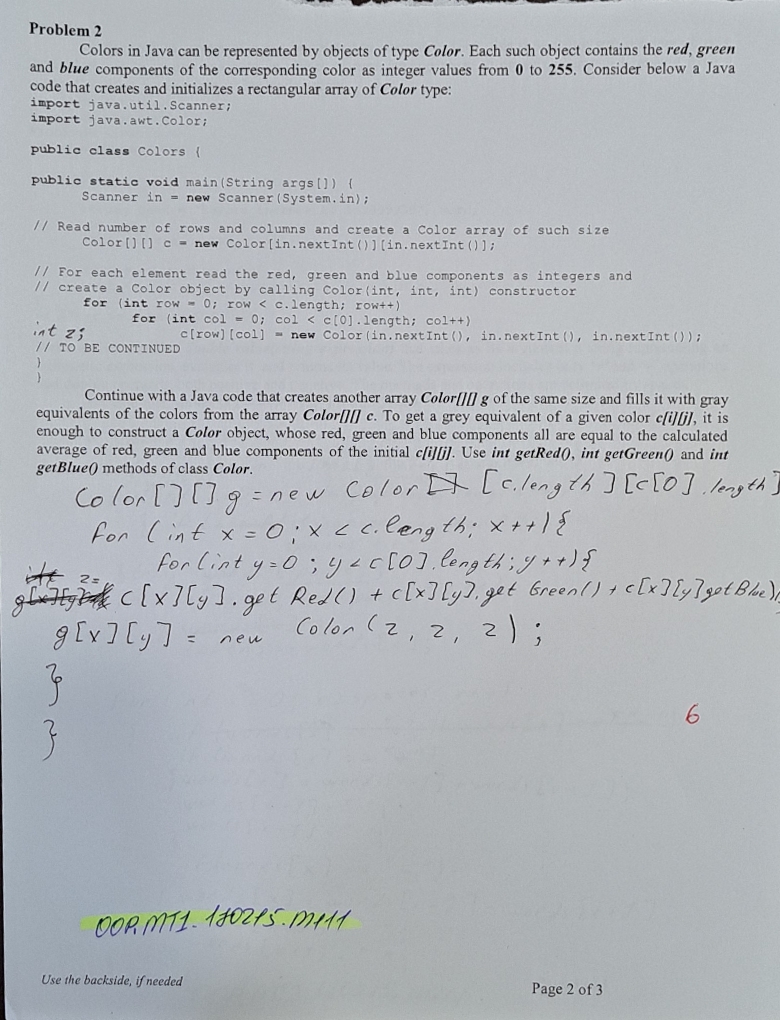 Problem 2
Colors in Java can be represented by objects of type Color. Each such object contains the red, green
and blue components of the corresponding color as integer values from 0 to 255. Consider below a Java
code that creates and initializes a rectangular array of Color type:
import java.util.Scanner;
import java.awt.Color;
public class Colors {
public static void main(String args[]) {
Scanner in = new Scanner(System.in);
// Read number of rows and columns and create a Color array of such size
Color[][] c = new Color[in.nextInt()][in.nextInt()];
// For each element read the red, green and blue components as integers and
// create a Color object by calling Color(int, int, int) constructor
for (int row = 0; row < c.length; row++)
for (int col = 0; col < c[0].length; col++)
int z; c[row][col] = new Color(in.nextInt(), in.nextInt(), in.nextInt());
// TO BE CONTINUED
}
}
Continue with a Java code that creates another array Color[][] g of the same size and fills it with gray
equivalents of the colors from the array Color[][] c. To get a grey equivalent of a given color c[i][j], it is
enough to construct a Color object, whose red, green and blue components all are equal to the calculated
average of red, green and blue components of the initial c[i][j]. Use int getRed(), int getGreen() and int
getBlue() methods of class Color.
Color[][] g = new Color [c.length][c[0].length]
for (int x = 0; x < c.length; x++){
for (int y = 0; y < c[0].length; y++){
z= c[x][y].get Red() + c[x][y].get Green() + c[x][y]getBlue)
g[x][y] = new Color(z, z, z);
}
}
6
OOP.MT1.170215.M111
Use the backside, if needed
Page 2 of 3